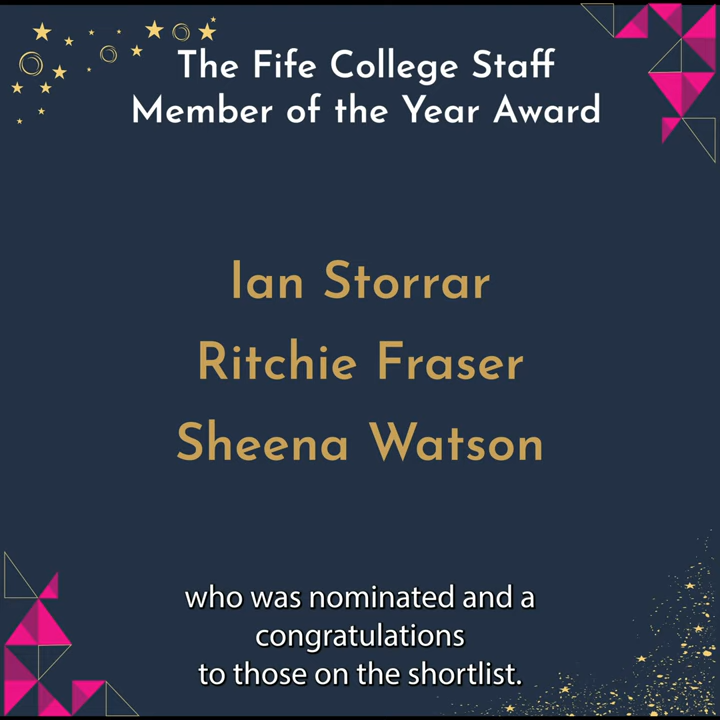 The Fife College Staff
Member of the Year Award
Ian Storrar
Ritchie Fraser
Sheena Watson
who was nominated and a
congratulations
to those on the shortlist.